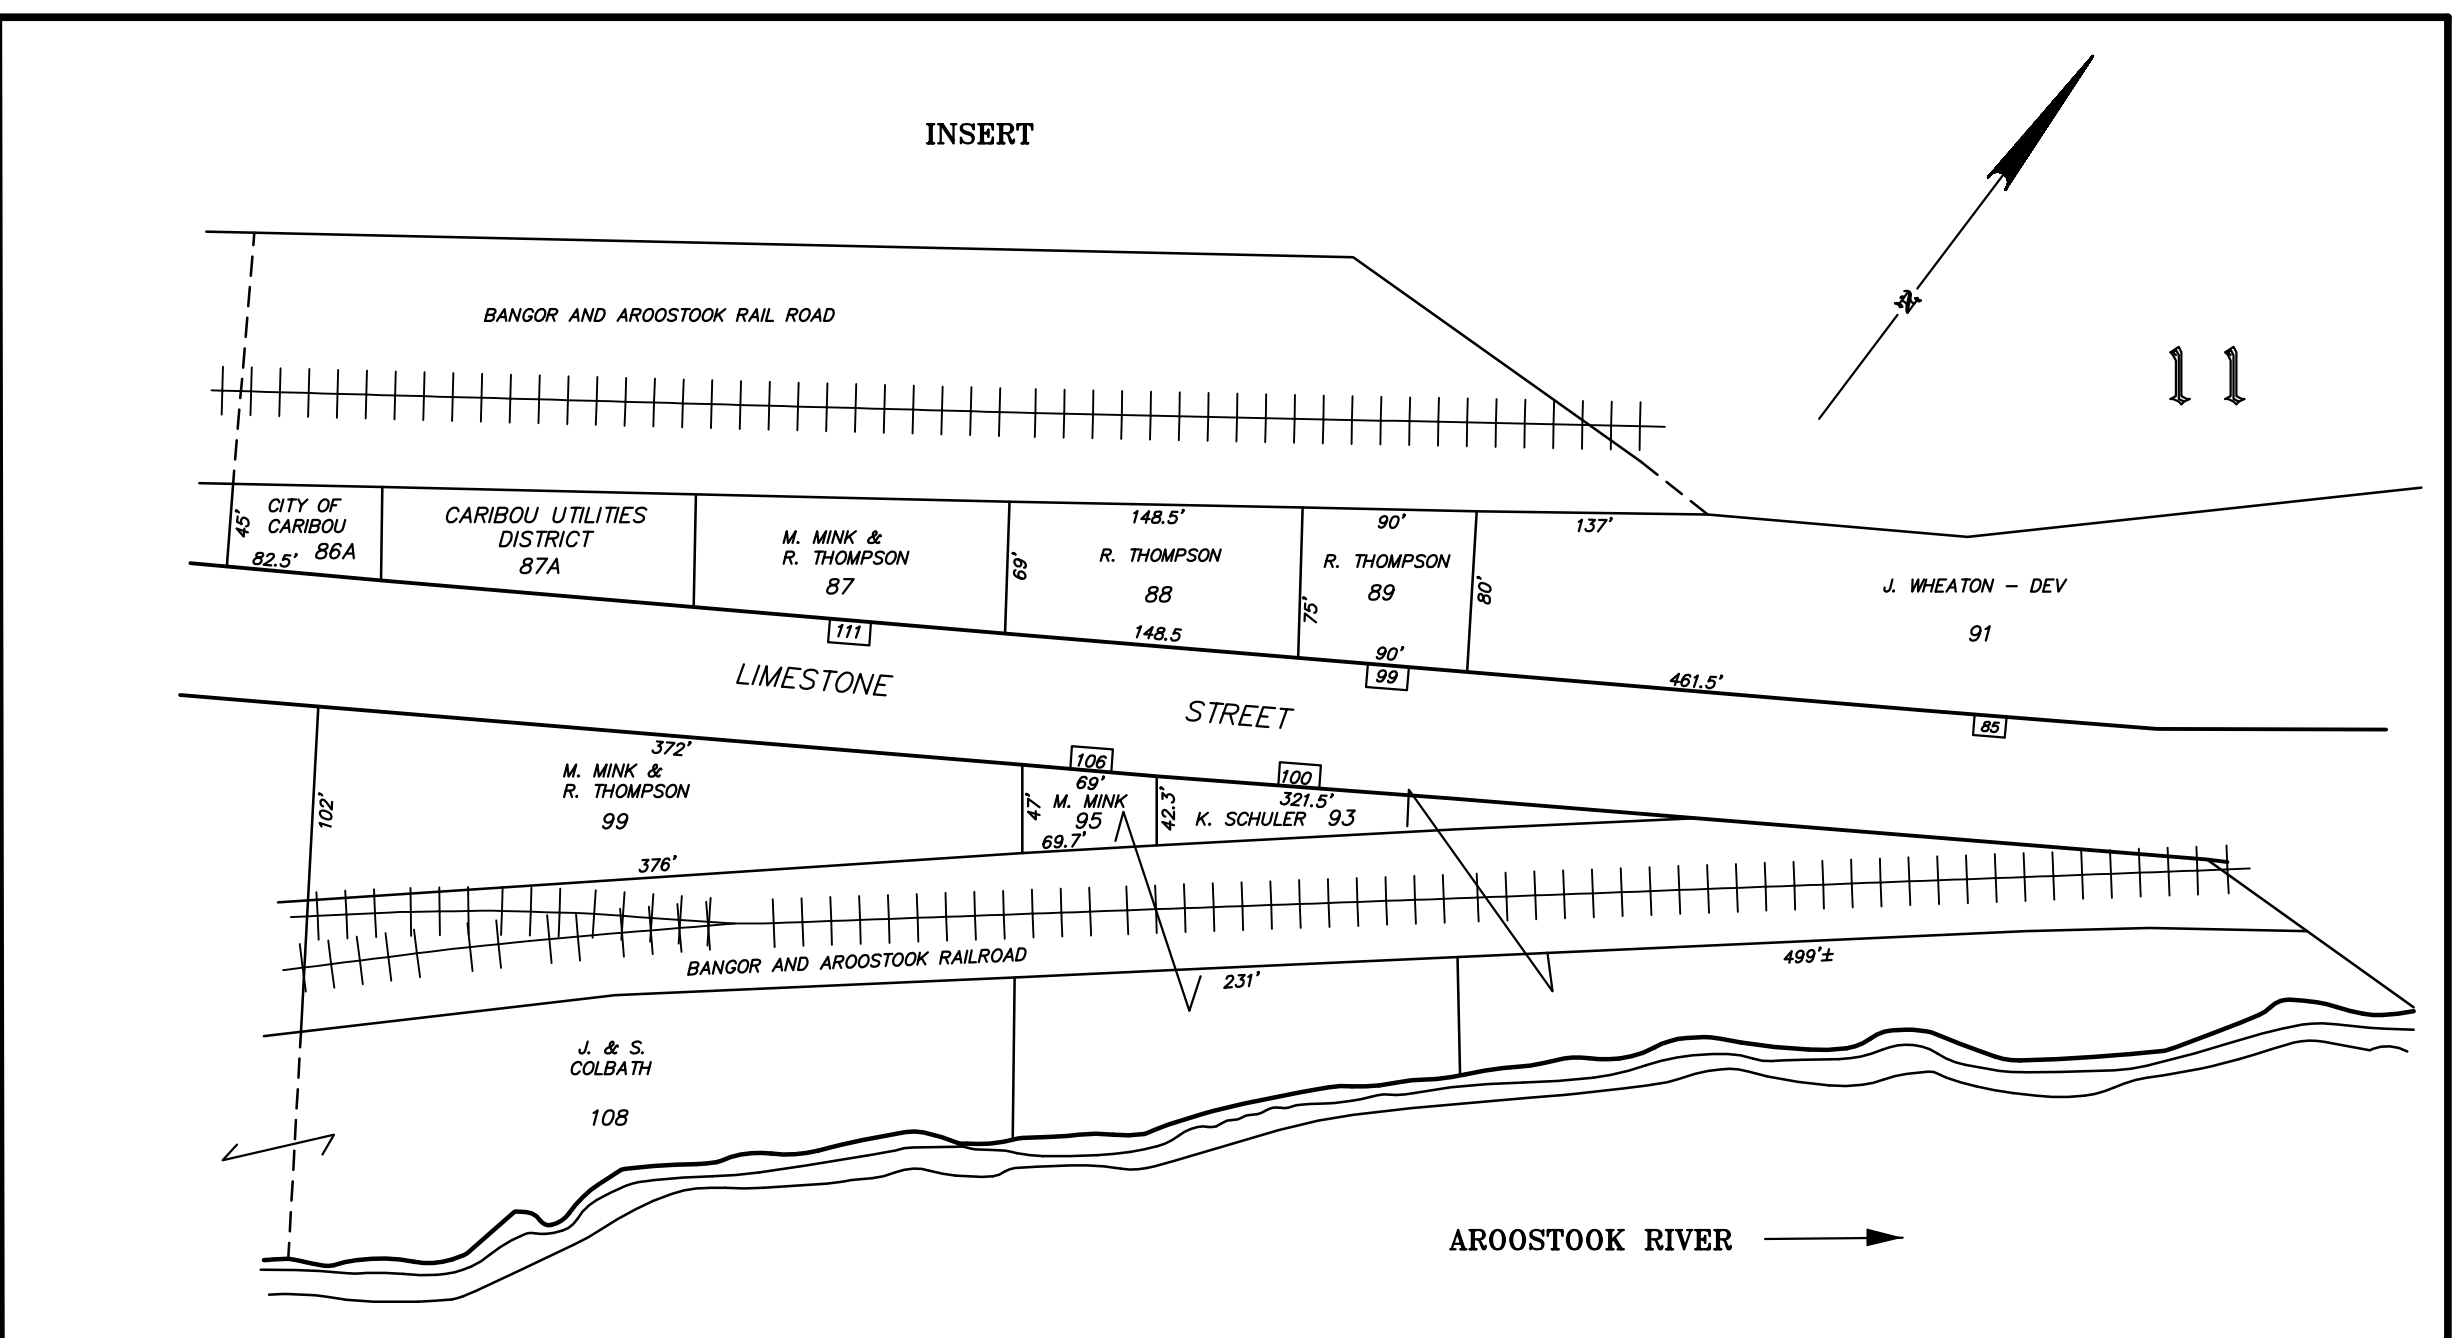 INSERT
N
11
BANGOR AND AROOSTOOK RAIL ROAD
45'
CITY OF
CARIBOU
86A
82.5'
CARIBOU UTILITIES
DISTRICT
87A
M. MINK &
R. THOMPSON
87
69'
148.5'
R. THOMPSON
88
148.5
75'
90'
R. THOMPSON
89
90'
80'
137'
J. WHEATON - DEV
91
461.5'
111
99
85
LIMESTONE STREET
106
100
102'
372'
M. MINK &
R. THOMPSON
99
376'
47'
69'
M. MINK
95
69.7'
42.3'
321.5'
K. SCHULER 93
BANGOR AND AROOSTOOK RAILROAD
231'
499'±
J. & S.
COLBATH
108
AROOSTOOK RIVER